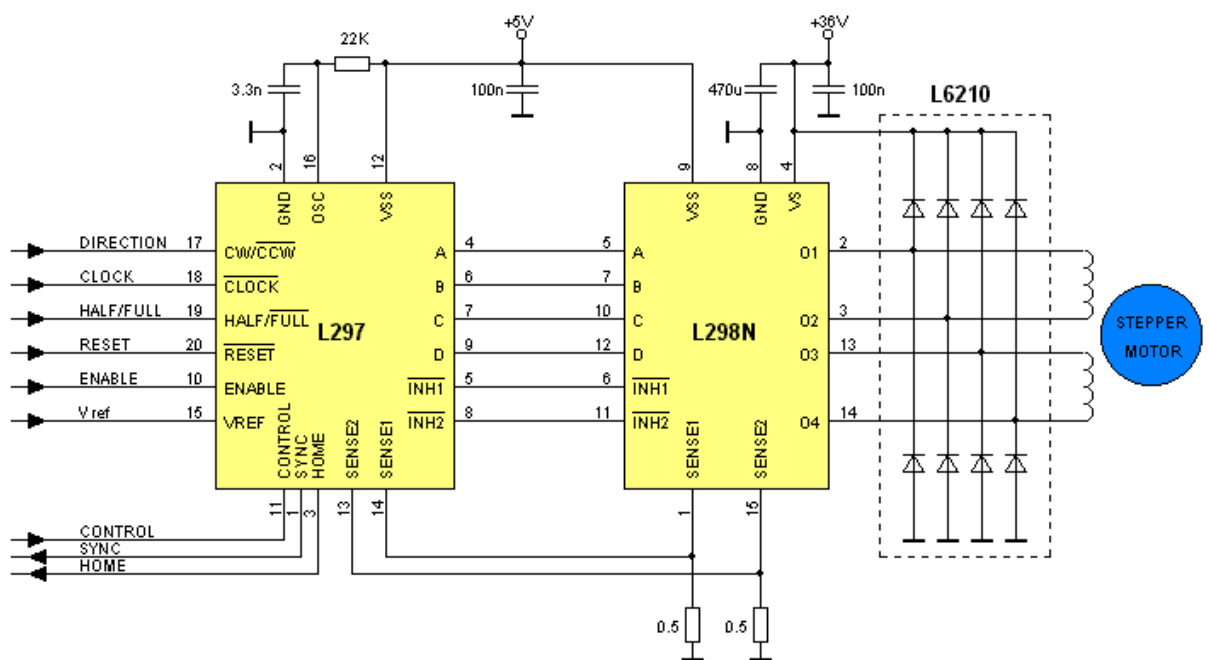 +5V
+36V
22K
3.3n
100n
470u
100n
L6210
2
16
12
9
8
4
GND
OSC
VSS
VSS
GND
VS
DIRECTION 17 CW/CCW A 4 5 A O1 2
CLOCK 18 CLOCK B 6 7 B
HALF/FULL 19 HALF/FULL C 7 10 C O2 3
L297
L298N
STEPPER
MOTOR
RESET 20 RESET D 9 12 D O3 13
ENABLE 10 ENABLE INH1 5 6 INH1
V ref 15 VREF INH2 8 11 INH2 O4 14
CONTROL
SYNC
HOME
SENSE2
SENSE1
SENSE1
SENSE2
11
1
3
13
14
1
15
CONTROL
SYNC
HOME
0.5
0.5